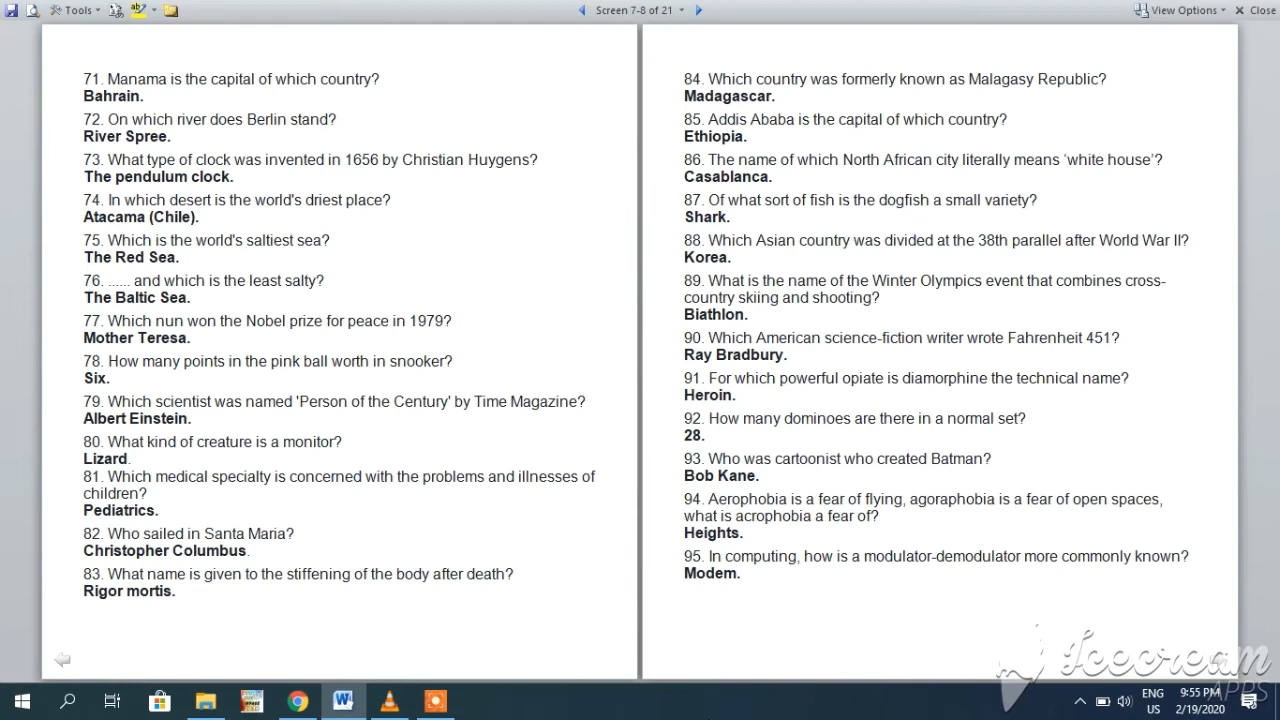 Tools
Screen 7-8 of 21
View Options
Close
71. Manama is the capital of which country?
Bahrain.
72. On which river does Berlin stand?
River Spree.
73. What type of clock was invented in 1656 by Christian Huygens?
The pendulum clock.
74. In which desert is the world's driest place?
Atacama (Chile).
75. Which is the world's saltiest sea?
The Red Sea.
76. ...... and which is the least salty?
The Baltic Sea.
77. Which nun won the Nobel prize for peace in 1979?
Mother Teresa.
78. How many points in the pink ball worth in snooker?
Six.
79. Which scientist was named 'Person of the Century' by Time Magazine?
Albert Einstein.
80. What kind of creature is a monitor?
Lizard.
81. Which medical specialty is concerned with the problems and illnesses of
children?
Pediatrics.
82. Who sailed in Santa Maria?
Christopher Columbus.
83. What name is given to the stiffening of the body after death?
Rigor mortis.
84. Which country was formerly known as Malagasy Republic?
Madagascar.
85. Addis Ababa is the capital of which country?
Ethiopia.
86. The name of which North African city literally means 'white house'?
Casablanca.
87. Of what sort of fish is the dogfish a small variety?
Shark.
88. Which Asian country was divided at the 38th parallel after World War II?
Korea.
89. What is the name of the Winter Olympics event that combines cross-
country skiing and shooting?
Biathlon.
90. Which American science-fiction writer wrote Fahrenheit 451?
Ray Bradbury.
91. For which powerful opiate is diamorphine the technical name?
Heroin.
92. How many dominoes are there in a normal set?
28.
93. Who was cartoonist who created Batman?
Bob Kane.
94. Aerophobia is a fear of flying, agoraphobia is a fear of open spaces,
what is acrophobia a fear of?
Heights.
95. In computing, how is a modulator-demodulator more commonly known?
Modem.
Icecream
APPS
ENG
US
9:55 PM
2/19/2020